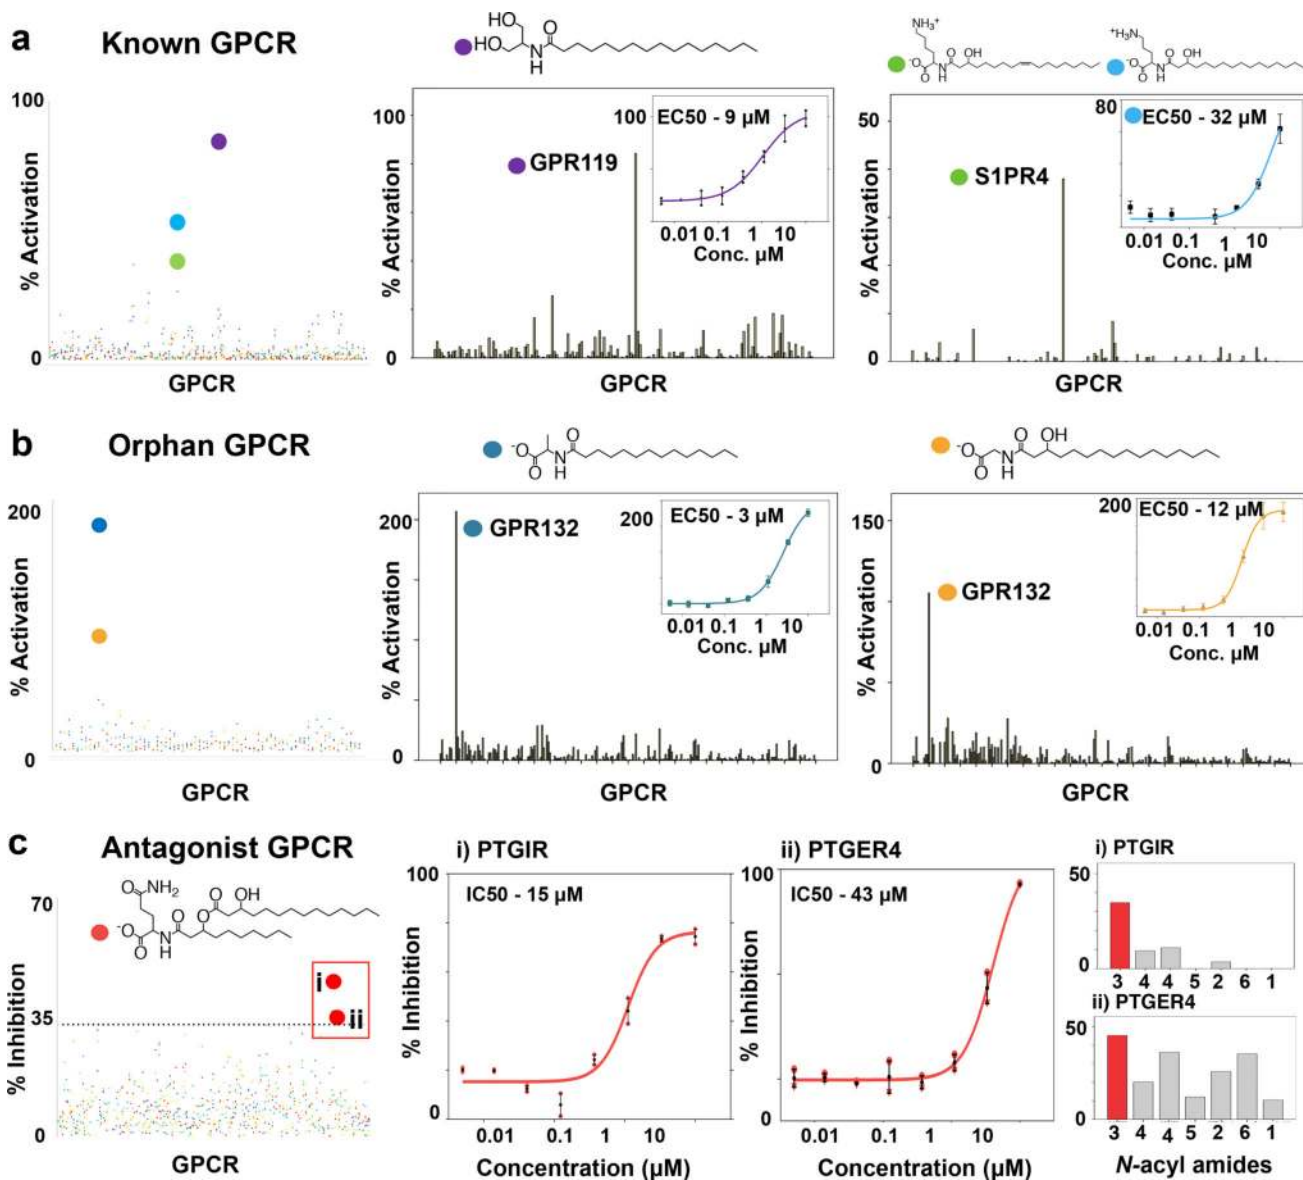 a
Known GPCR
100
% Activation
0
GPCR
HO
HO
O
N
H
100
% Activation
0
GPR119
GPCR
100
EC50 - 9 µM
0.01 0.1 1 10
Conc. µM
NH3+
-O
O
N
H
O
OH
+H3N
-O
O
N
H
O
OH
50
% Activation
0
S1PR4
GPCR
80
EC50 - 32 µM
0.1 1 10
Conc. µM
b
Orphan GPCR
200
% Activation
0
GPCR
-O
O
N
H
O
200
% Activation
0
GPR132
GPCR
200
EC50 - 3 µM
0.01 0.1 1 10
Conc. µM
-O
O
N
H
O
OH
150
% Activation
0
GPR132
GPCR
200
EC50 - 12 µM
0.01 0.1 1 10
Conc. µM
c
Antagonist GPCR
70
35
0
% Inhibition
GPCR
O
NH2
-O
O
N
H
O
O
O
OH
i
ii
i) PTGIR
100
IC50 - 15 µM
% Inhibition
0
0.01 0.1 1 10
Concentration (µM)
ii) PTGER4
100
IC50 - 43 µM
% Inhibition
0
0.01 0.1 1 10
Concentration (µM)
i) PTGIR
50
0
3 4 4 5 2 6 1
ii) PTGER4
50
0
3 4 4 5 2 6 1
N-acyl amides